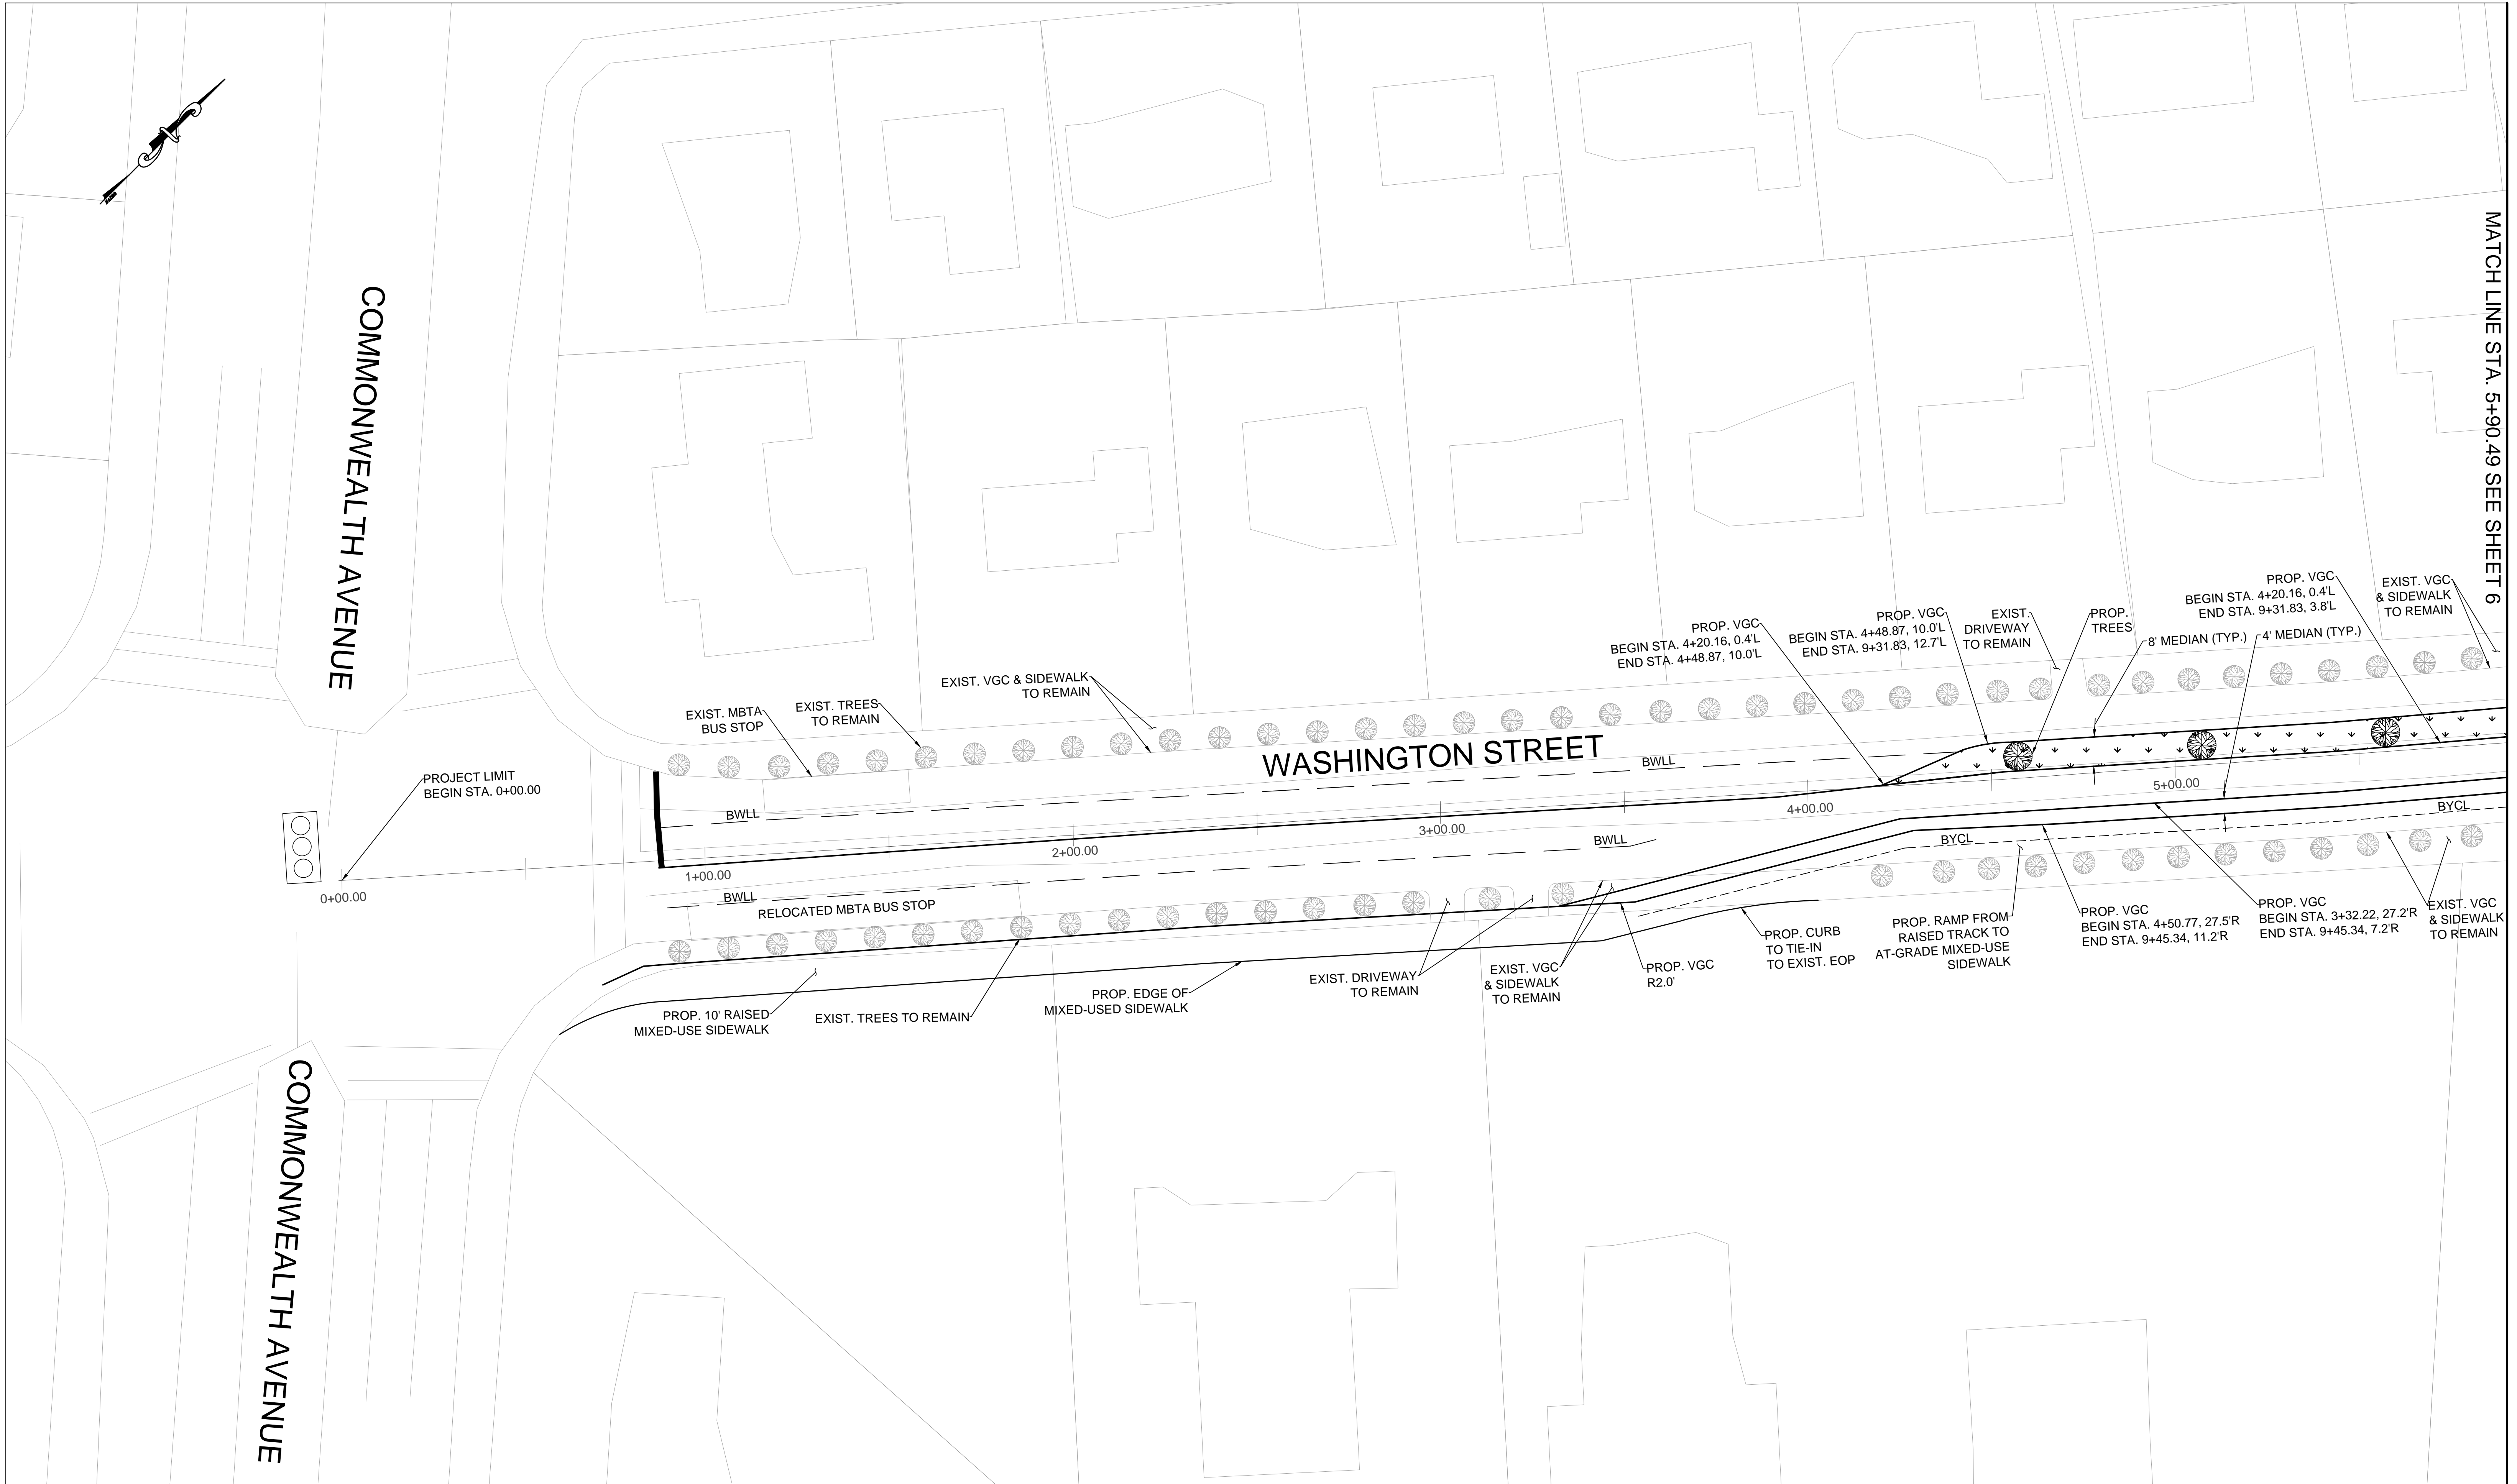 COMMONWEALTH AVENUE
COMMONWEALTH AVENUE
WASHINGTON STREET
MATCH LINE STA. 5+90.49 SEE SHEET 6
PROJECT LIMIT
BEGIN STA. 0+00.00
EXIST. MBTA
BUS STOP
EXIST. TREES
TO REMAIN
EXIST. VGC & SIDEWALK
TO REMAIN
PROP. VGC
BEGIN STA. 4+20.16, 0.4'L
END STA. 4+48.87, 10.0'L
PROP. VGC
BEGIN STA. 4+48.87, 10.0'L
END STA. 9+31.83, 12.7'L
EXIST.
DRIVEWAY
TO REMAIN
PROP.
TREES
8' MEDIAN (TYP.)
PROP. VGC
BEGIN STA. 4+20.16, 0.4'L
END STA. 9+31.83, 3.8'L
4' MEDIAN (TYP.)
EXIST. VGC
& SIDEWALK
TO REMAIN
BWLL
BWLL
BWLL
BWLL
BYCL
BYCL
0+00.00
1+00.00
2+00.00
3+00.00
4+00.00
5+00.00
RELOCATED MBTA BUS STOP
PROP. 10' RAISED
MIXED-USE SIDEWALK
EXIST. TREES TO REMAIN
PROP. EDGE OF
MIXED-USED SIDEWALK
EXIST. DRIVEWAY
TO REMAIN
EXIST. VGC
& SIDEWALK
TO REMAIN
PROP. VGC
R2.0'
PROP. CURB
TO TIE-IN
TO EXIST. EOP
PROP. RAMP FROM
RAISED TRACK TO
AT-GRADE MIXED-USE
SIDEWALK
PROP. VGC
BEGIN STA. 4+50.77, 27.5'R
END STA. 9+45.34, 11.2'R
PROP. VGC
BEGIN STA. 3+32.22, 27.2'R
END STA. 9+45.34, 7.2'R
EXIST. VGC
& SIDEWALK
TO REMAIN